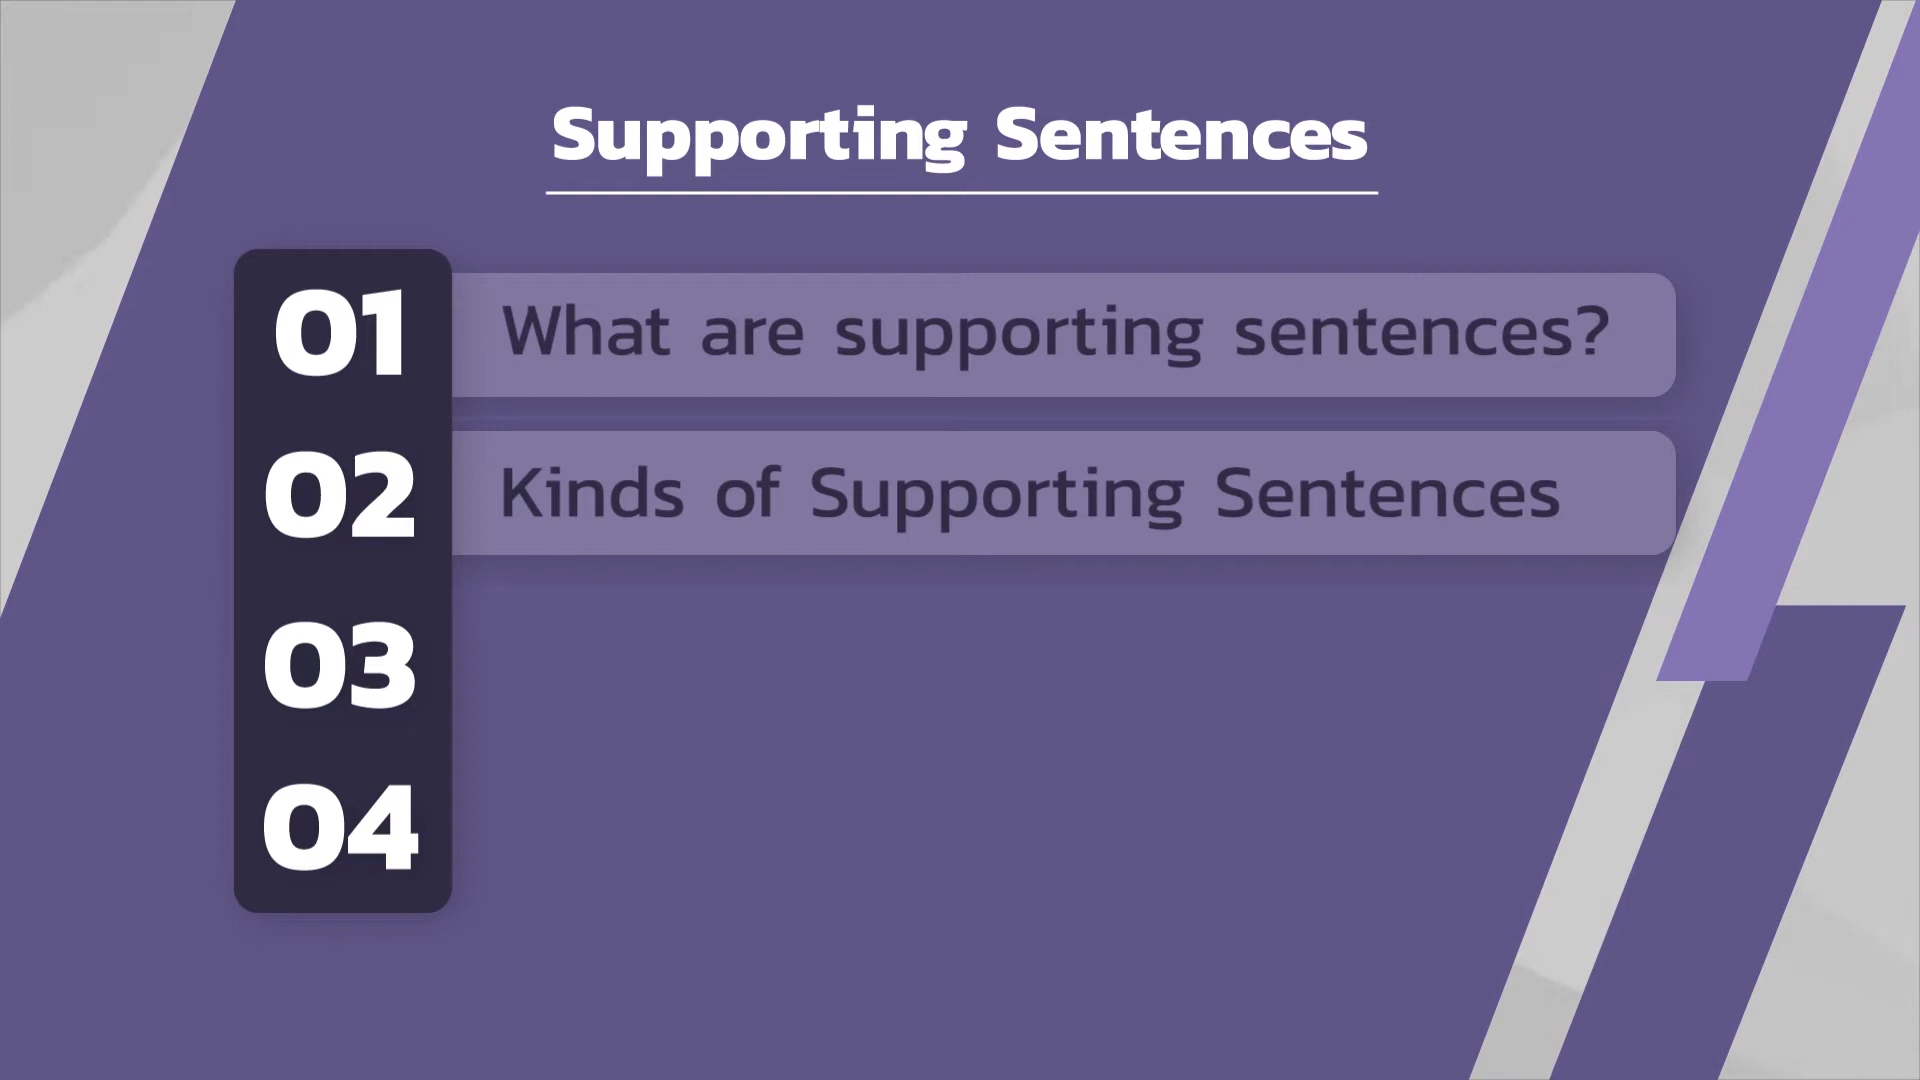 Supporting Sentences
01 What are supporting sentences?
02 Kinds of Supporting Sentences
03
04